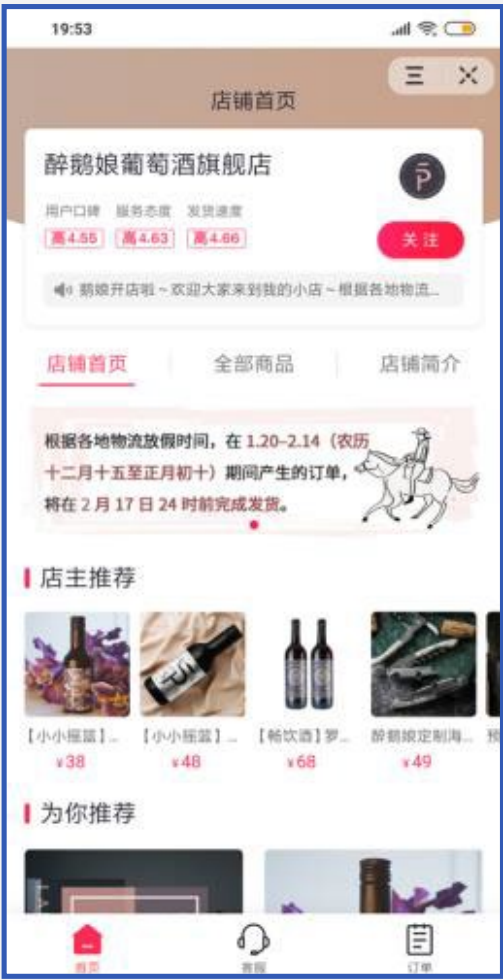 19:53
店铺首页
醉鹅娘葡萄酒旗舰店
用户口碑 服务态度 发货速度
高4.55 高4.63 高4.66
关注
鹅娘开店啦~欢迎大家来到我的小店~根据各地物流...
店铺首页 全部商品 店铺简介
根据各地物流放假时间，在 1.20–2.14（农历
十二月十五至正月初十）期间产生的订单，
将在 2 月 17 日 24 时前完成发货。
店主推荐
【小小摇篮】... 【小小摇篮】... 【畅饮酒】罗... 醉鹅娘定制海... 预
¥38 ¥48 ¥68 ¥49
为你推荐
首页 客服 订单